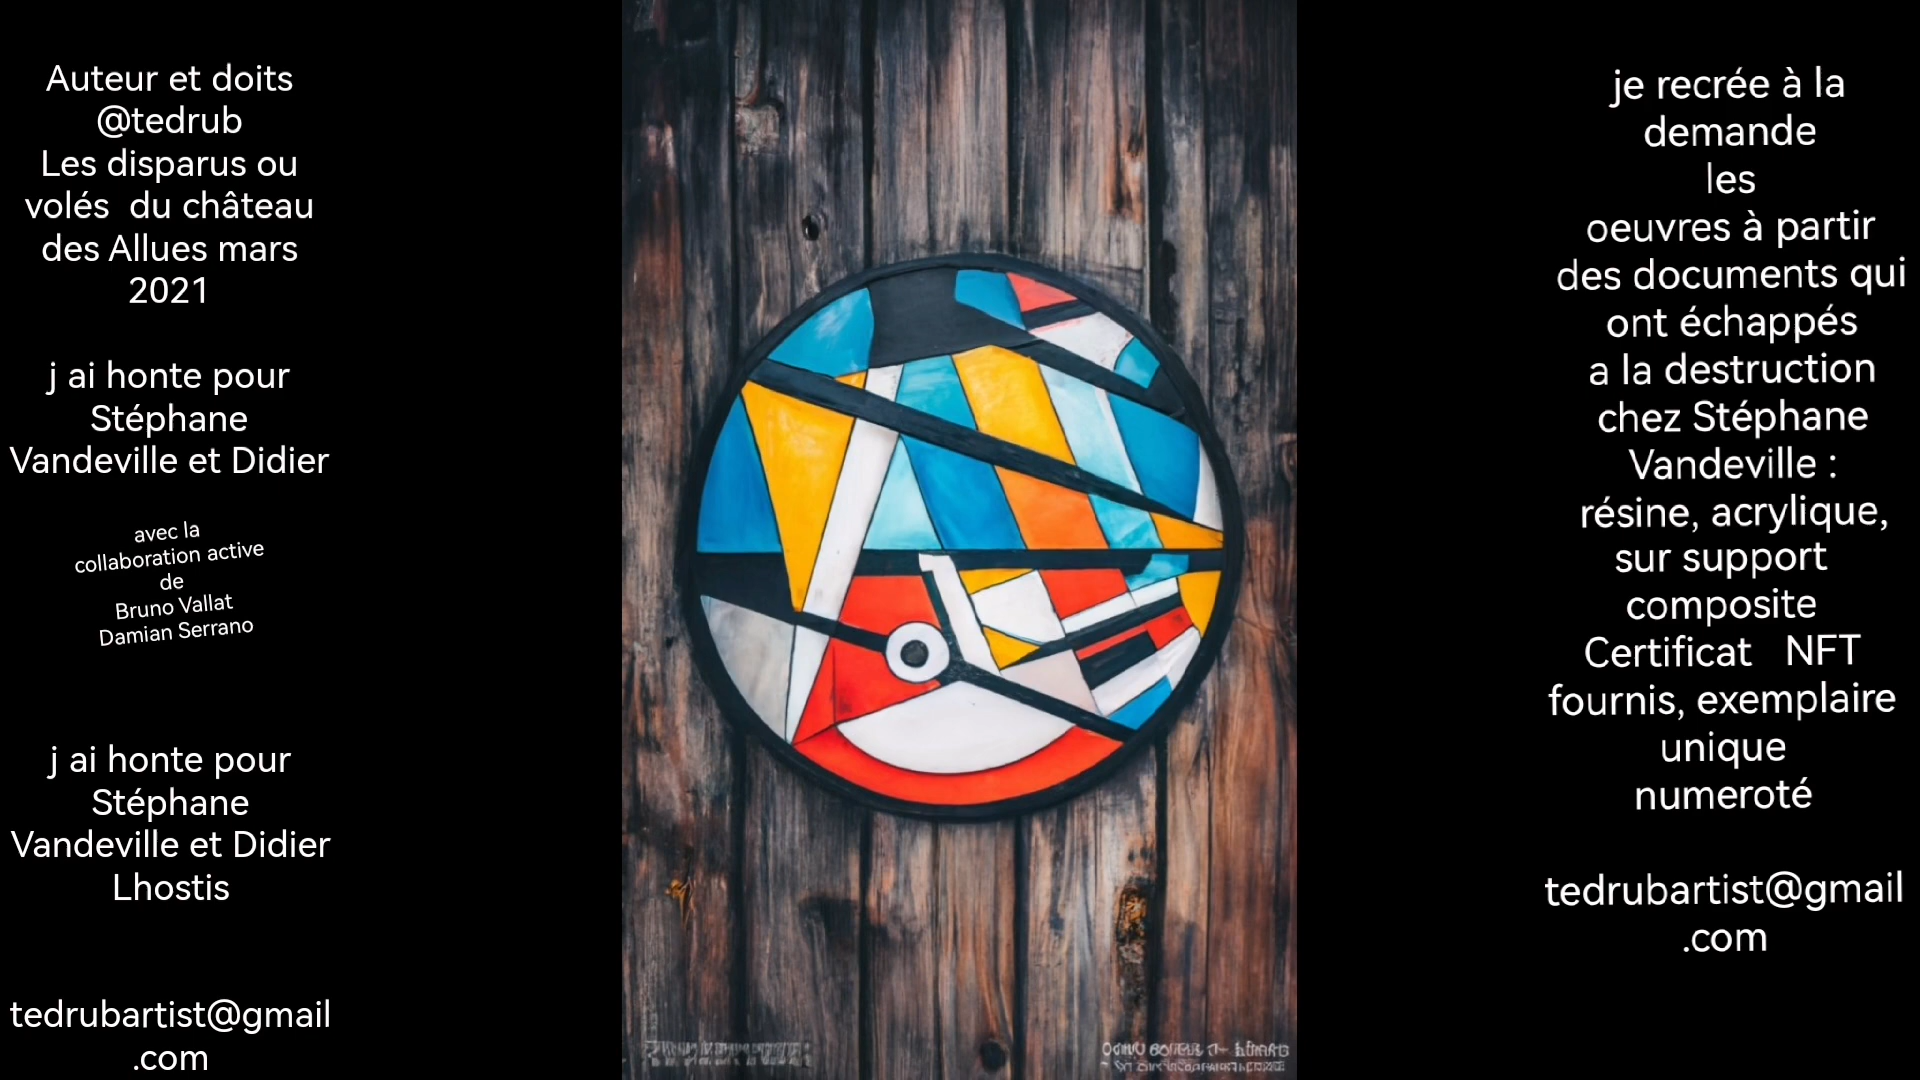 Auteur et doits
@tedrub
Les disparus ou
volés  du château
des Allues mars
2021
j ai honte pour
Stéphane
Vandeville et Didier
avec la
collaboration active
de
Bruno Vallat
Damian Serrano
j ai honte pour
Stéphane
Vandeville et Didier
Lhostis
tedrubartist@gmail
.com
je recrée à la
demande
les
oeuvres à partir
des documents qui
ont échappés
a la destruction
chez Stéphane
Vandeville :
résine, acrylique,
sur support
composite
Certificat   NFT
fournis, exemplaire
unique
numeroté
tedrubartist@gmail
.com